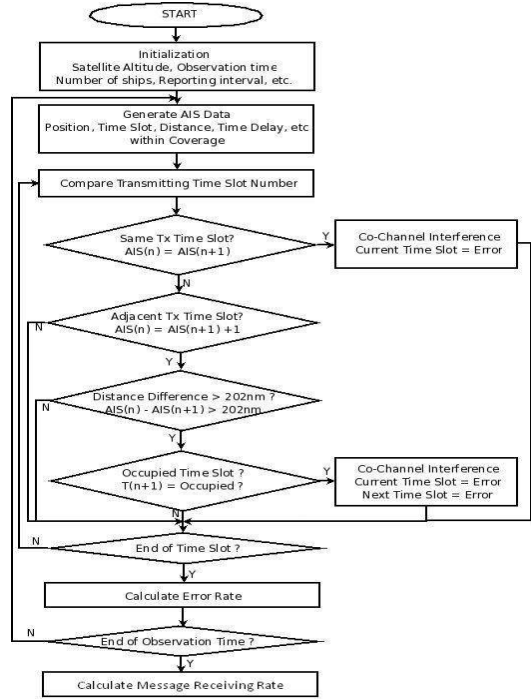 START
Initialization
Satellite Altitude, Observation time
Number of ships, Reporting interval, etc.
Generate AIS Data
Position, Time Slot, Distance, Time Delay, etc
within Coverage
Compare Transmitting Time Slot Number
Same Tx Time Slot?
AIS(n) = AIS(n+1)
Y
Co-Channel Interference
Current Time Slot = Error
N
Adjacent Tx Time Slot?
AIS(n) = AIS(n+1) +1
N
Y
Distance Difference > 202nm ?
AIS(n) - AIS(n+1) > 202nm
N
Y
Occupied Time Slot ?
T(n+1) = Occupied ?
Y
Co-Channel Interference
Current Time Slot = Error
Next Time Slot = Error
N
End of Time Slot ?
N
Y
Calculate Error Rate
End of Observation Time ?
N
Y
Calculate Message Receiving Rate